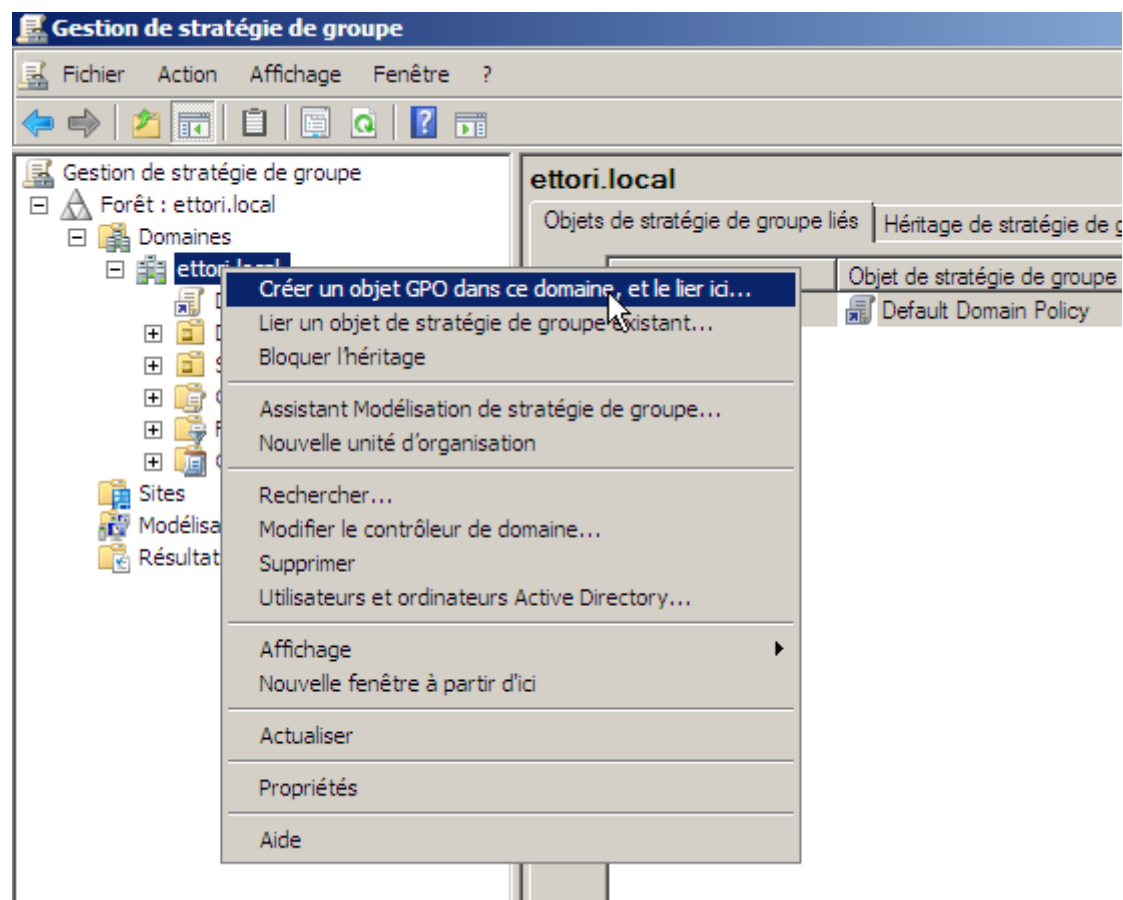 Gestion de stratégie de groupe
Fichier Action Affichage Fenêtre ?
Gestion de stratégie de groupe
Forêt : ettori.local
Domaines
ettori.local
Sites
Modélisa
Résultat
ettori.local
Objets de stratégie de groupe liés Héritage de stratégie de g
Objet de stratégie de groupe
Default Domain Policy
Créer un objet GPO dans ce domaine, et le lier ici...
Lier un objet de stratégie de groupe existant...
Bloquer l'héritage
Assistant Modélisation de stratégie de groupe...
Nouvelle unité d'organisation
Rechercher...
Modifier le contrôleur de domaine...
Supprimer
Utilisateurs et ordinateurs Active Directory...
Affichage
Nouvelle fenêtre à partir d'ici
Actualiser
Propriétés
Aide